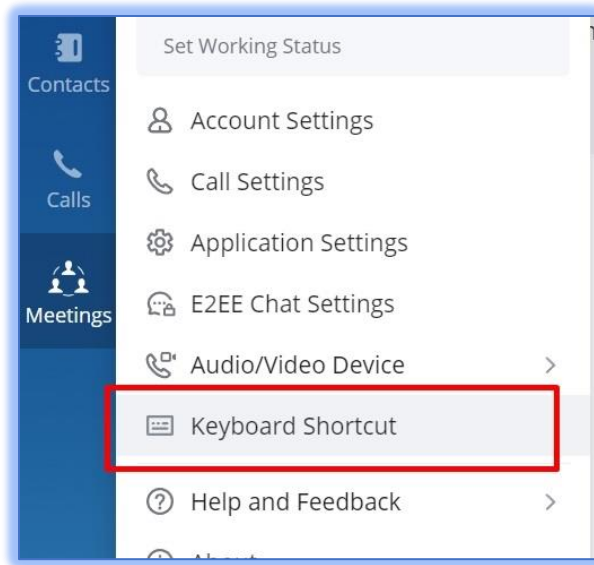 Contacts
Calls
Meetings
Set Working Status
Account Settings
Call Settings
Application Settings
E2EE Chat Settings
Audio/Video Device
Keyboard Shortcut
Help and Feedback